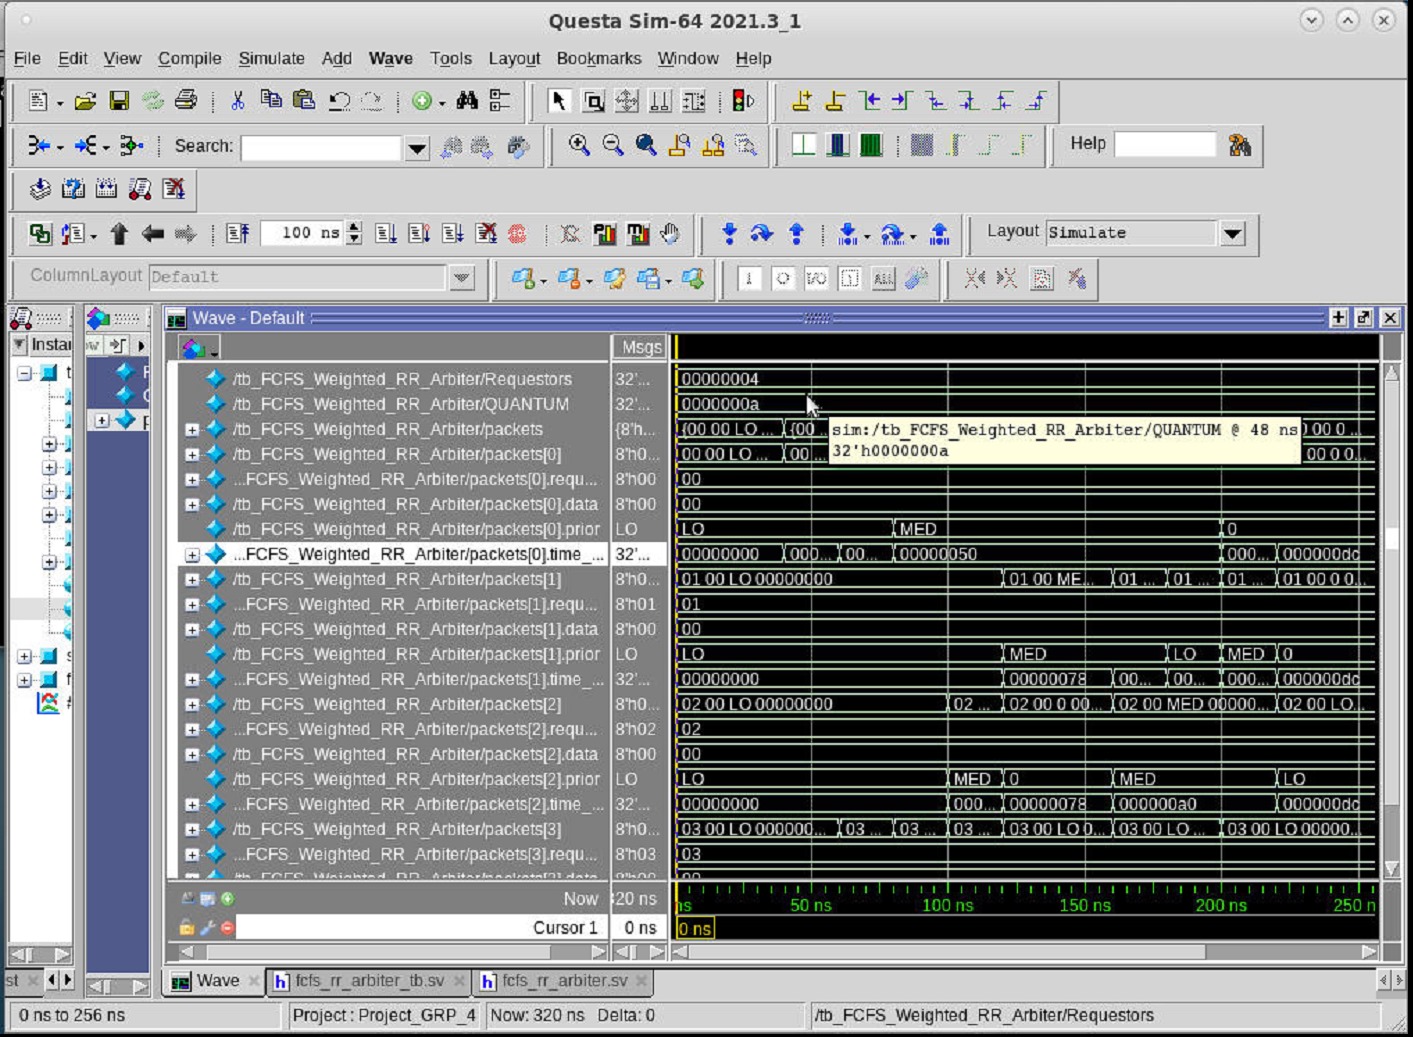 Questa Sim-64 2021.3_1
File Edit View Compile Simulate Add Wave Tools Layout Bookmarks Window Help
Search: Help
100 ns Layout Simulate
ColumnLayout Default
Wave - Default
Insta
Msgs
/tb_FCFS_Weighted_RR_Arbiter/Requestors 32'... 00000004
/tb_FCFS_Weighted_RR_Arbiter/QUANTUM 32'... 0000000a
/tb_FCFS_Weighted_RR_Arbiter/packets {8'h... {00 00 LO ... {00 ... 00 0 ...
sim:/tb_FCFS_Weighted_RR_Arbiter/QUANTUM @ 48 ns
32'h0000000a
/tb_FCFS_Weighted_RR_Arbiter/packets[0] 8'h0... 00 00 LO ... 00 ... 00 0 0...
...FCFS_Weighted_RR_Arbiter/packets[0].requ... 8'h00 00
/tb_FCFS_Weighted_RR_Arbiter/packets[0].data 8'h00 00
/tb_FCFS_Weighted_RR_Arbiter/packets[0].prior LO LO MED 0
...FCFS_Weighted_RR_Arbiter/packets[0].time_... 32'... 00000000 000... 00... 00000050 000... 000000dc
/tb_FCFS_Weighted_RR_Arbiter/packets[1] 8'h0... 01 00 LO 00000000 01 00 ME... 01 ... 01 ... 01 ... 01 00 0 0...
...FCFS_Weighted_RR_Arbiter/packets[1].requ... 8'h01 01
/tb_FCFS_Weighted_RR_Arbiter/packets[1].data 8'h00 00
/tb_FCFS_Weighted_RR_Arbiter/packets[1].prior LO LO MED LO MED 0
...FCFS_Weighted_RR_Arbiter/packets[1].time_... 32'... 00000000 00000078 00... 00... 000... 000000dc
/tb_FCFS_Weighted_RR_Arbiter/packets[2] 8'h0... 02 00 LO 00000000 02 ... 02 00 0 00... 02 00 MED 00000... 02 00 LO...
...FCFS_Weighted_RR_Arbiter/packets[2].requ... 8'h02 02
/tb_FCFS_Weighted_RR_Arbiter/packets[2].data 8'h00 00
/tb_FCFS_Weighted_RR_Arbiter/packets[2].prior LO LO MED 0 MED LO
...FCFS_Weighted_RR_Arbiter/packets[2].time_... 32'... 00000000 000... 00000078 000000a0 000000dc
/tb_FCFS_Weighted_RR_Arbiter/packets[3] 8'h0... 03 00 LO 000000... 03 ... 03 ... 03 ... 03 00 LO 0... 03 00 LO ... 03 00 LO 00000...
...FCFS_Weighted_RR_Arbiter/packets[3].requ... 8'h03 03
Now 320 ns ns 50 ns 100 ns 150 ns 200 ns 250 n
Cursor 1 0 ns 0 ns
st Wave fcfs_rr_arbiter_tb.sv fcfs_rr_arbiter.sv
0 ns to 256 ns Project : Project_GRP_4 Now: 320 ns Delta: 0 /tb_FCFS_Weighted_RR_Arbiter/Requestors